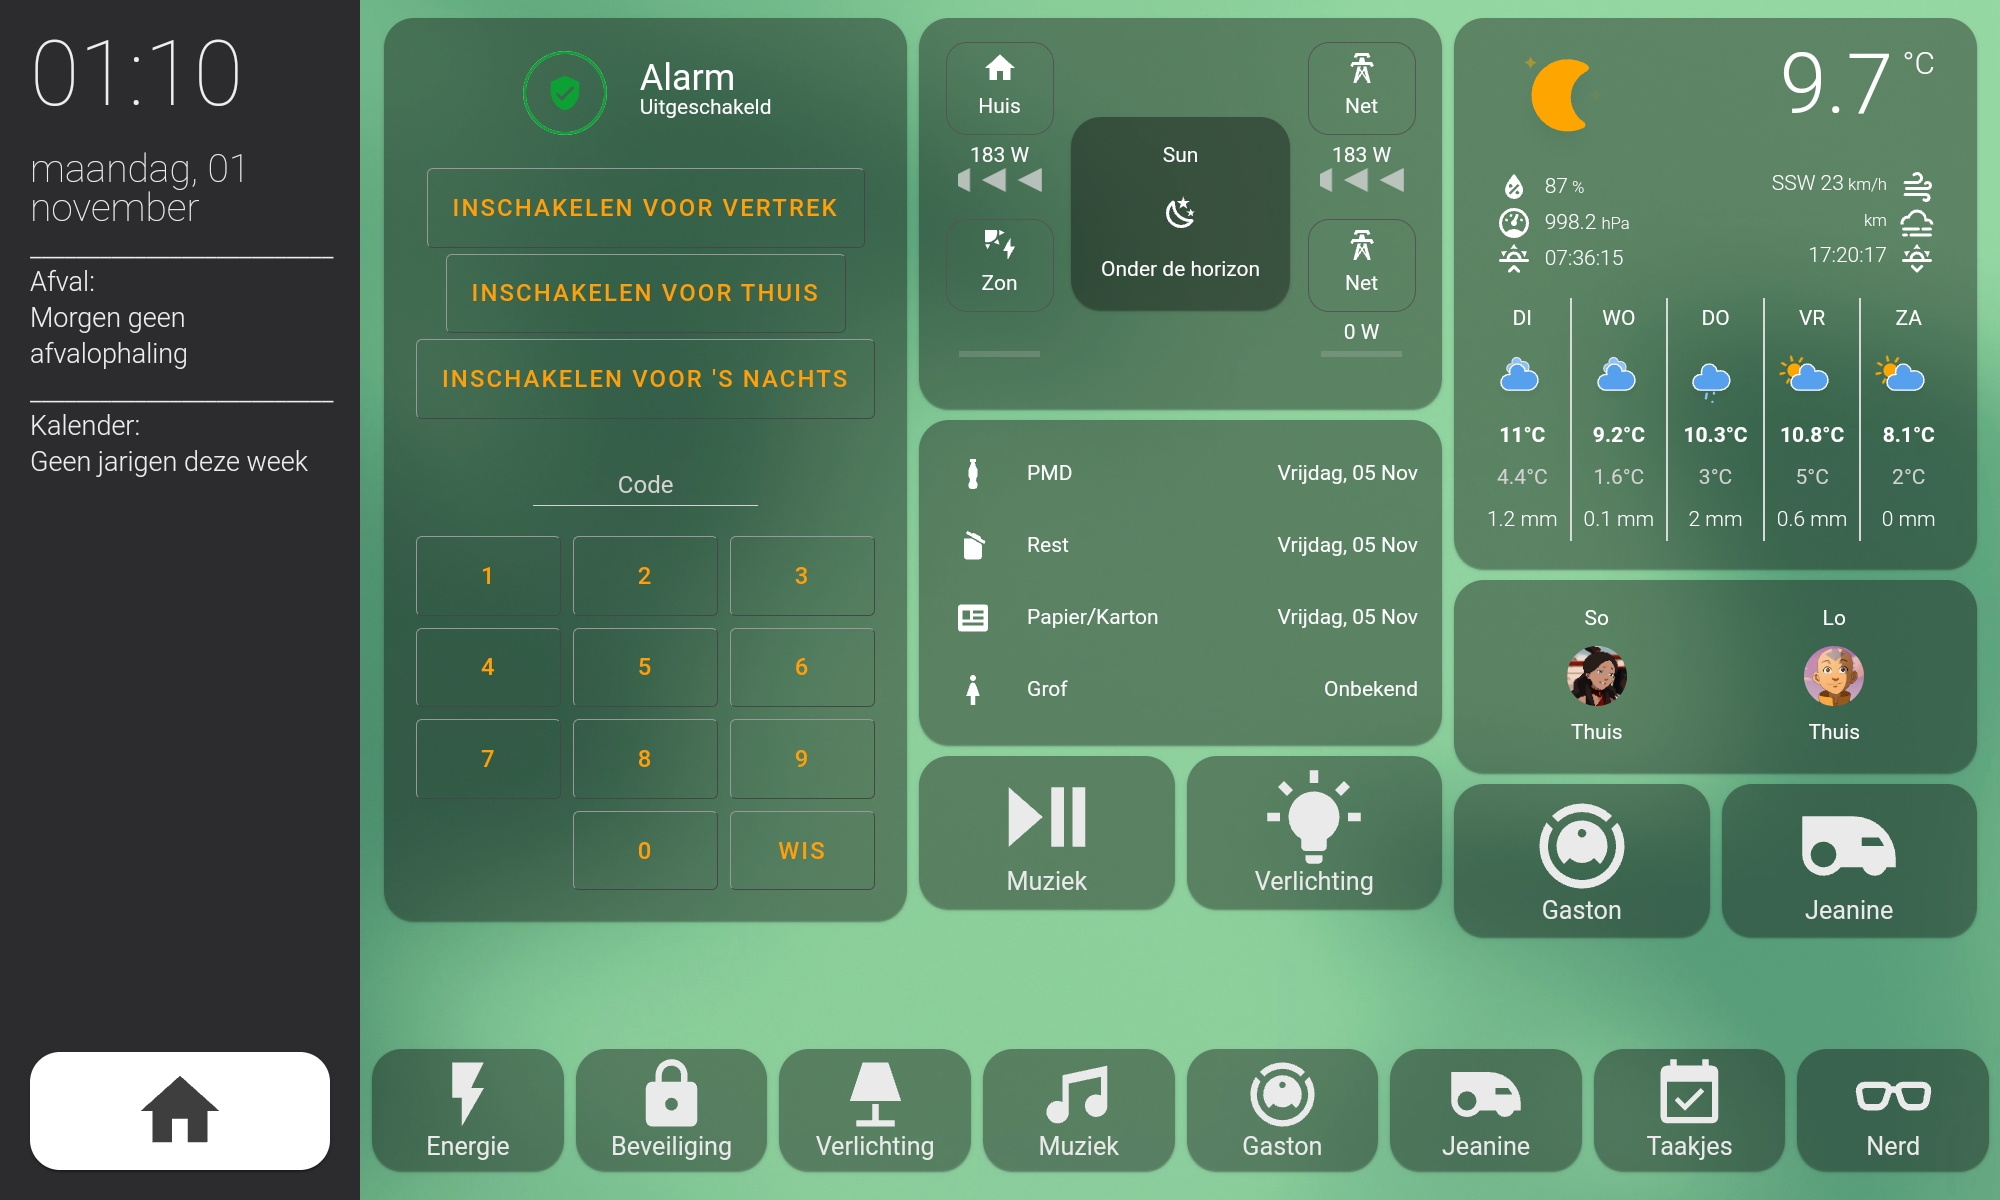 01:10
maandag, 01
november
Afval:
Morgen geen
afvalophaling
Kalender:
Geen jarigen deze week
Alarm
Uitgeschakeld
INSCHAKELEN VOOR VERTREK
INSCHAKELEN VOOR THUIS
INSCHAKELEN VOOR 'S NACHTS
Code
1 2 3
4 5 6
7 8 9
0 WIS
Huis Net
183 W 183 W
Sun
Onder de horizon
Zon Net
0 W
PMD Vrijdag, 05 Nov
Rest Vrijdag, 05 Nov
Papier/Karton Vrijdag, 05 Nov
Grof Onbekend
Muziek Verlichting
9.7 °C
87 % SSW 23 km/h
998.2 hPa km
07:36:15 17:20:17
DI WO DO VR ZA
11°C 9.2°C 10.3°C 10.8°C 8.1°C
4.4°C 1.6°C 3°C 5°C 2°C
1.2 mm 0.1 mm 2 mm 0.6 mm 0 mm
So Lo
Thuis Thuis
Gaston Jeanine
Energie Beveiliging Verlichting Muziek Gaston Jeanine Taakjes Nerd